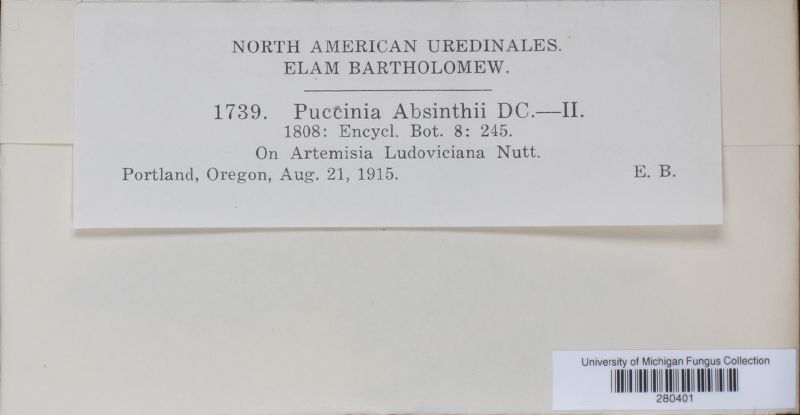 NORTH AMERICAN UREDINALES.
ELAM BARTHOLOMEW.
1739. Puccinia Absinthii DC.—II.
1808: Encycl. Bot. 8: 245.
On Artemisia Ludoviciana Nutt.
Portland, Oregon, Aug. 21, 1915. E. B.
University of Michigan Fungus Collection
280401